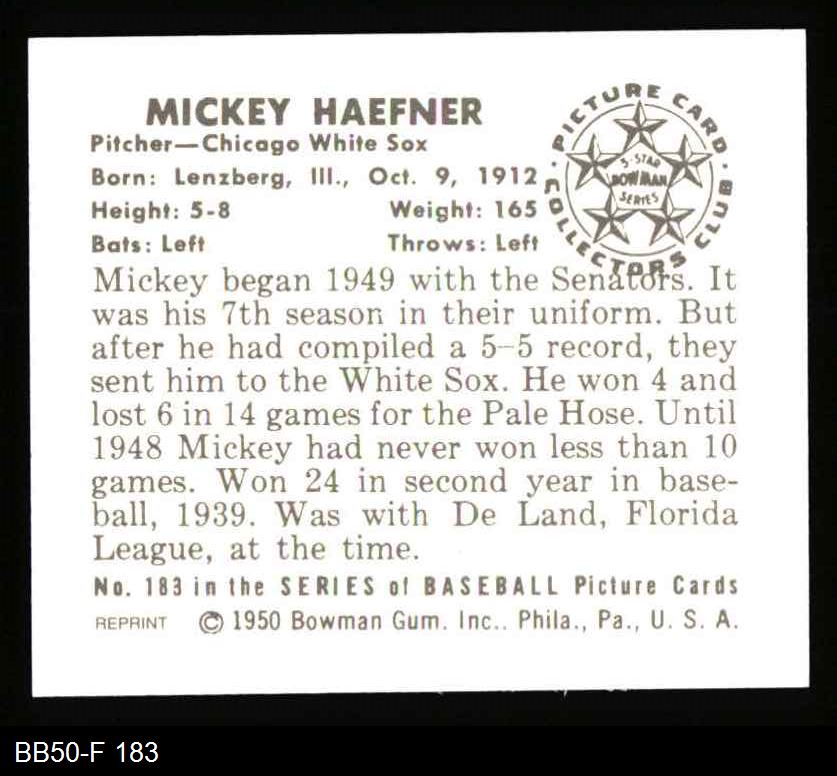 MICKEY HAEFNER
Pitcher—Chicago White Sox
Born: Lenzberg, Ill., Oct. 9, 1912
Height: 5-8 Weight: 165
Bats: Left Throws: Left
PICTURE CARD COLLECTORS CLUB
5-STAR
BOWMAN
SERIES
Mickey began 1949 with the Senators. It
was his 7th season in their uniform. But
after he had compiled a 5-5 record, they
sent him to the White Sox. He won 4 and
lost 6 in 14 games for the Pale Hose. Until
1948 Mickey had never won less than 10
games. Won 24 in second year in base-
ball, 1939. Was with De Land, Florida
League, at the time.
No. 183 in the SERIES of BASEBALL Picture Cards
REPRINT © 1950 Bowman Gum. Inc.. Phila., Pa., U. S. A.
BB50-F 183